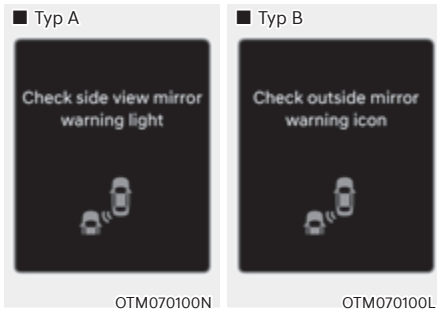 ■ Typ A
Check side view mirror
warning light
OTM070100N
■ Typ B
Check outside mirror
warning icon
OTM070100L